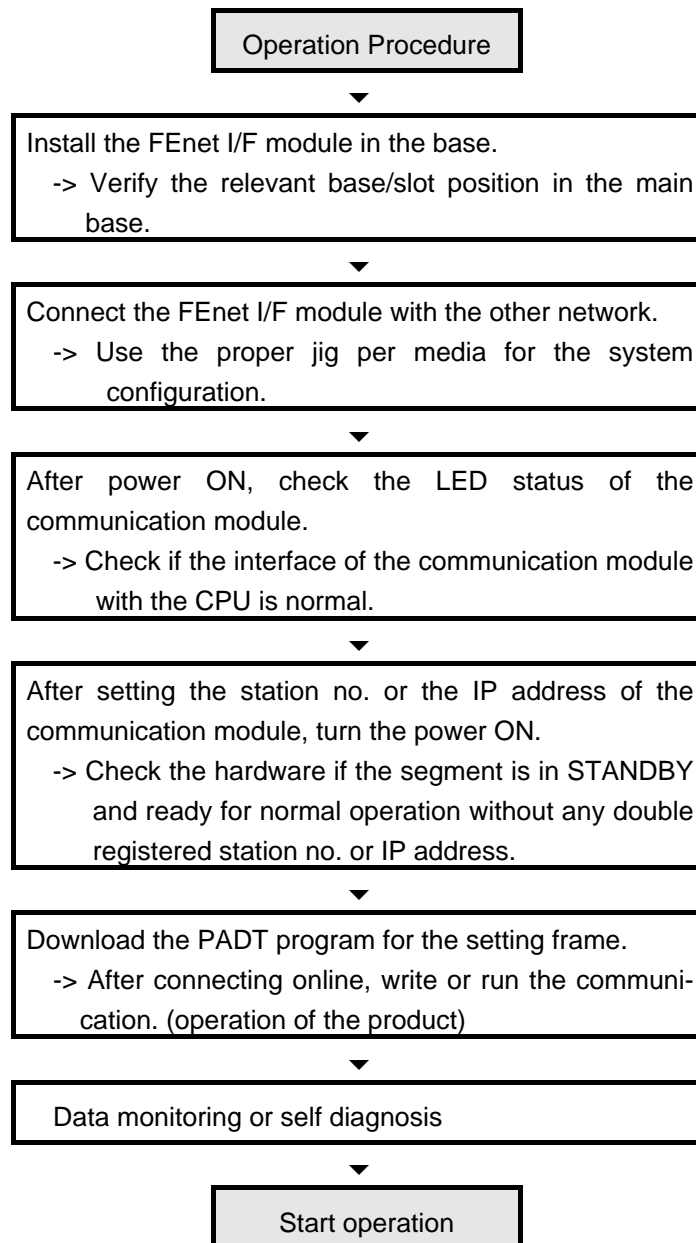 Operation Procedure
Install the FEnet I/F module in the base.
-> Verify the relevant base/slot position in the main
base.
Connect the FEnet I/F module with the other network.
-> Use the proper jig per media for the system
configuration.
After power ON, check the LED status of the
communication module.
-> Check if the interface of the communication module
with the CPU is normal.
After setting the station no. or the IP address of the
communication module, turn the power ON.
-> Check the hardware if the segment is in STANDBY
and ready for normal operation without any double
registered station no. or IP address.
Download the PADT program for the setting frame.
-> After connecting online, write or run the communi-
cation. (operation of the product)
Data monitoring or self diagnosis
Start operation